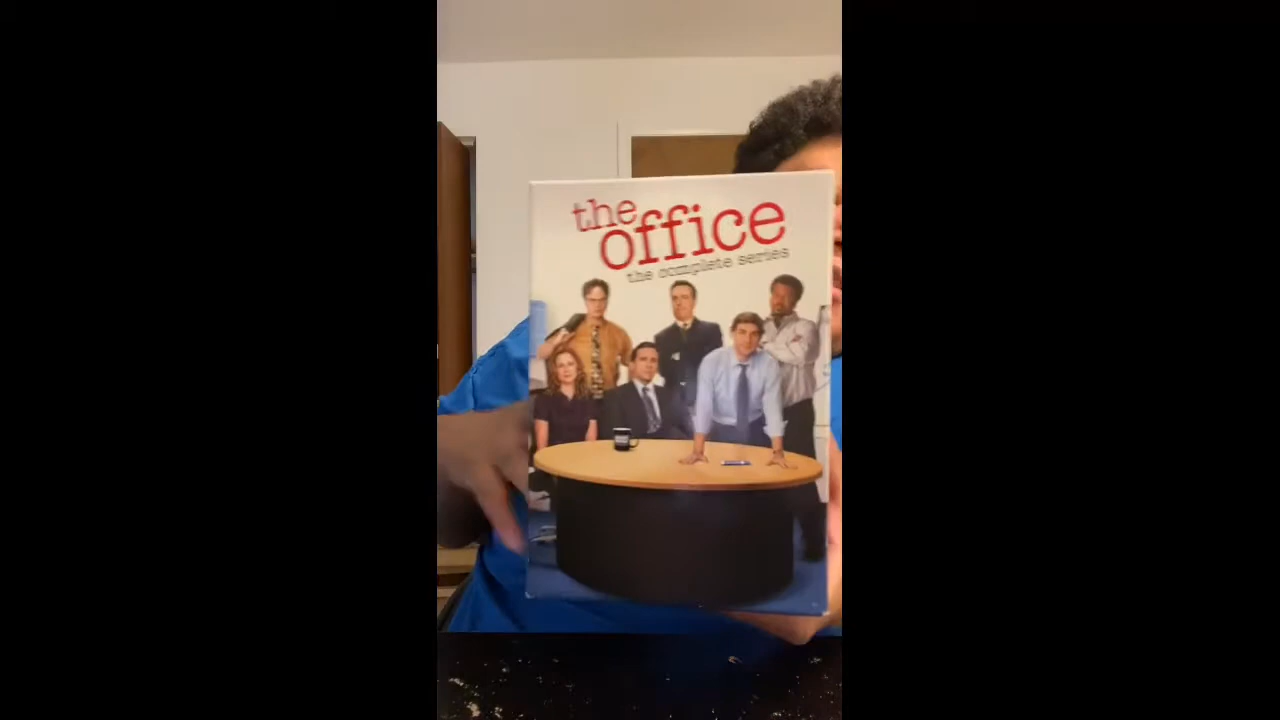 the
office
the complete series